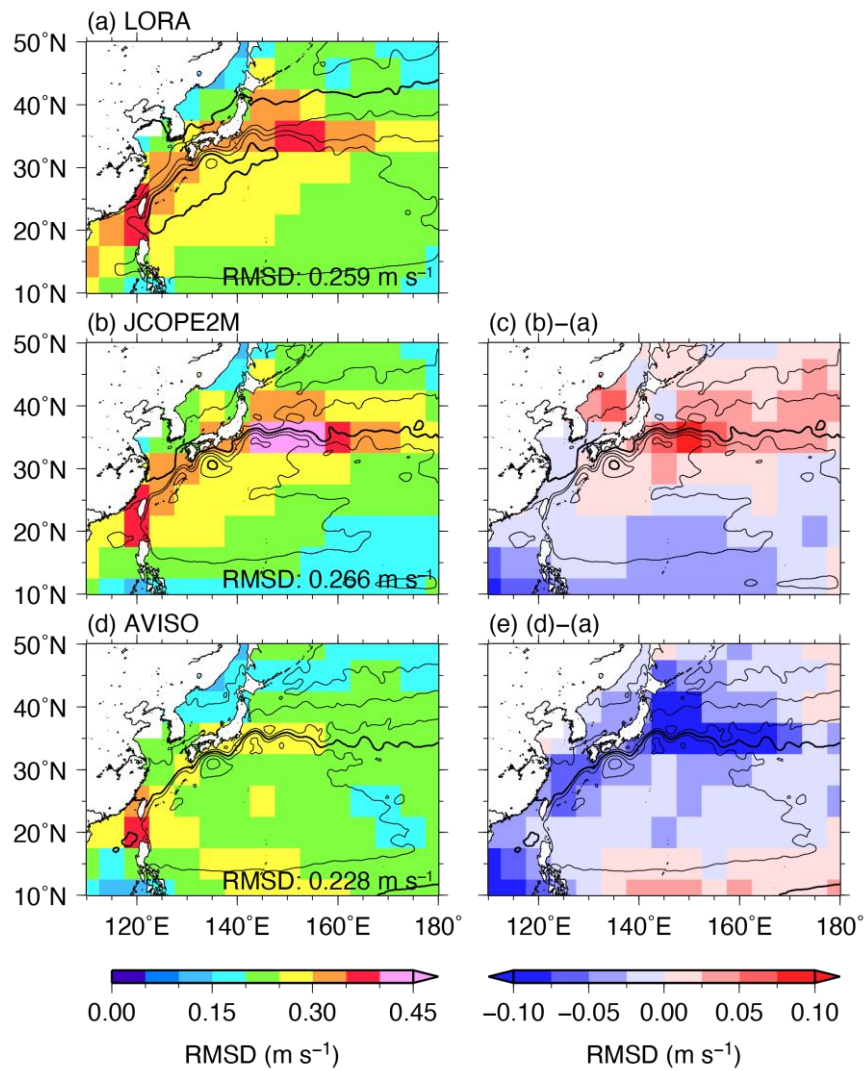 (a) LORA
50˚N
40˚N
30˚N
20˚N
10˚N
RMSD: 0.259 m s⁻¹
(b) JCOPE2M
(c) (b)−(a)
50˚N
40˚N
30˚N
20˚N
10˚N
RMSD: 0.266 m s⁻¹
(d) AVISO
(e) (d)−(a)
50˚N
40˚N
30˚N
20˚N
10˚N
RMSD: 0.228 m s⁻¹
120˚E 140˚E 160˚E 180˚
120˚E 140˚E 160˚E 180˚
0.00 0.15 0.30 0.45
−0.10 −0.05 0.00 0.05 0.10
RMSD (m s⁻¹)
RMSD (m s⁻¹)